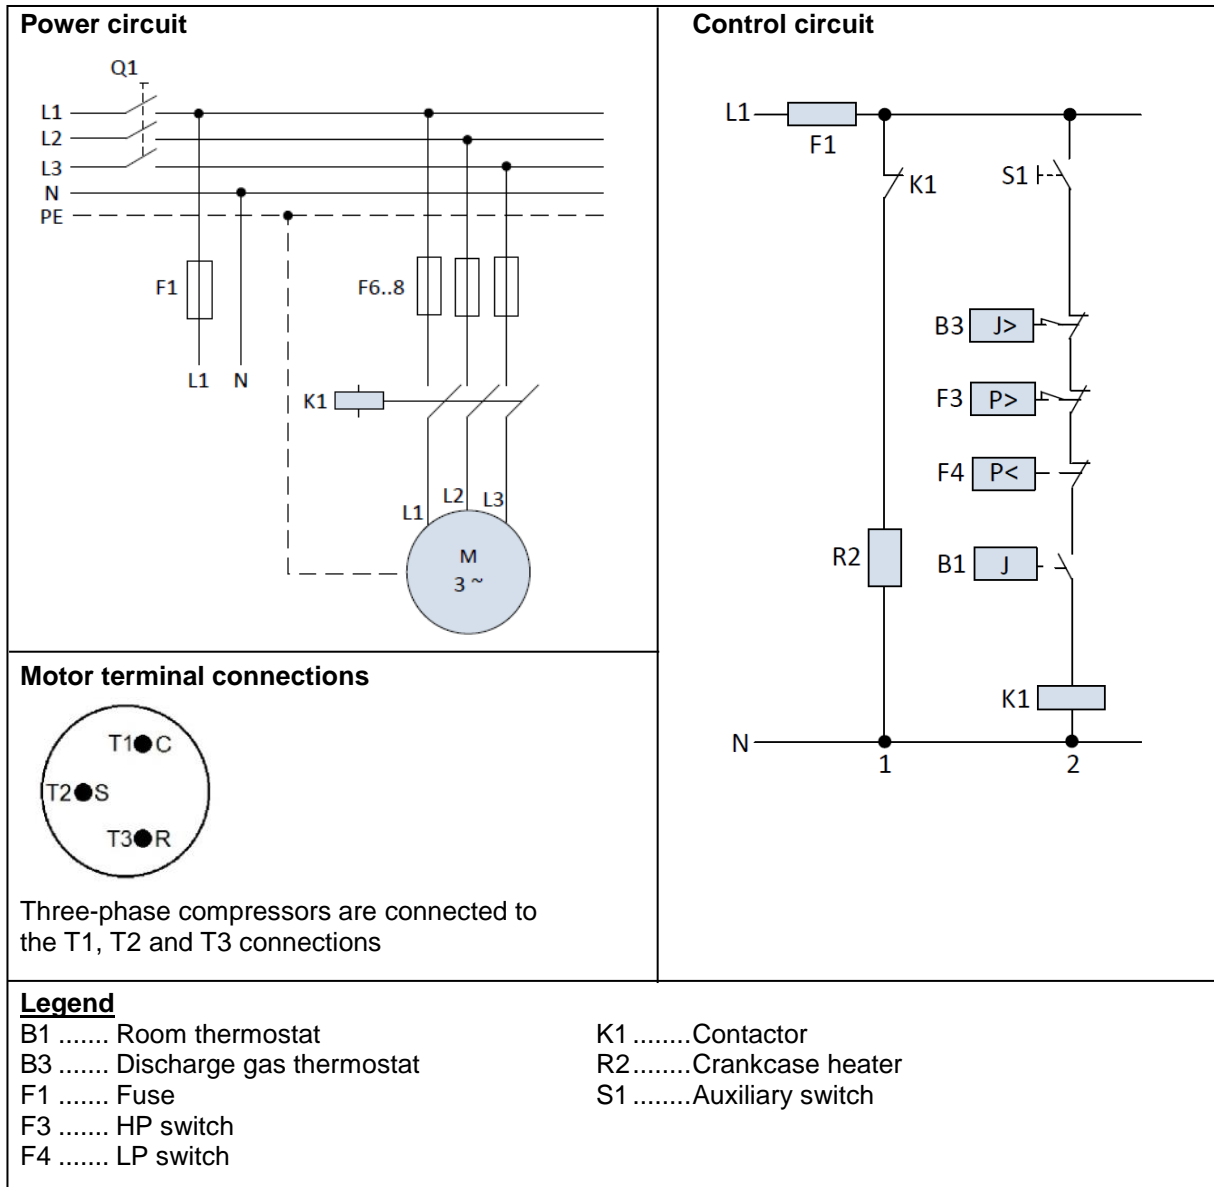 Power circuit
Q1
L1
L2
L3
N
PE
F1
F6..8
L1 N
K1
L1 L2 L3
M
3 ~
Motor terminal connections
T1 C
T2 S
T3 R
Three-phase compressors are connected to
the T1, T2 and T3 connections
Control circuit
L1
F1
K1
S1
B3 J>
F3 P>
F4 P<
R2
B1 J
K1
N
1 2
Legend
B1 ....... Room thermostat
B3 ....... Discharge gas thermostat
F1 ....... Fuse
F3 ....... HP switch
F4 ....... LP switch
K1 ........Contactor
R2........Crankcase heater
S1 ........Auxiliary switch